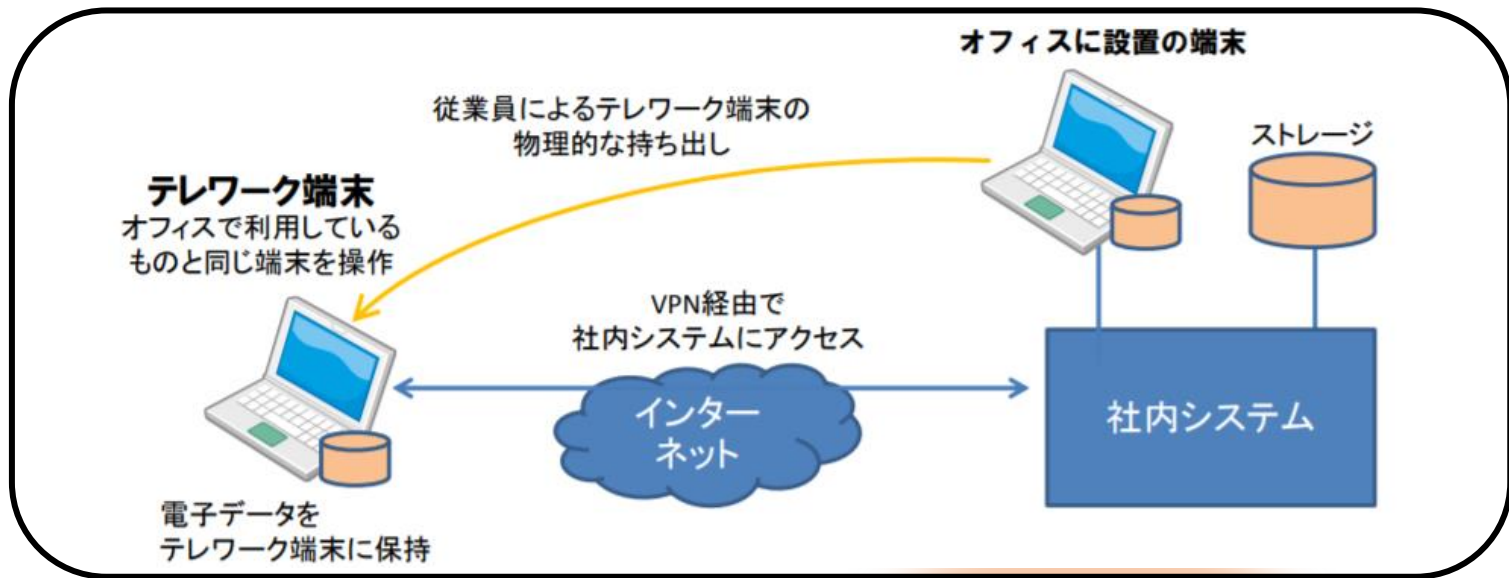 オフィスに設置の端末
従業員によるテレワーク端末の
物理的な持ち出し
ストレージ
テレワーク端末
オフィスで利用している
ものと同じ端末を操作
VPN経由で
社内システムにアクセス
インター
ネット
社内システム
電子データを
テレワーク端末に保持